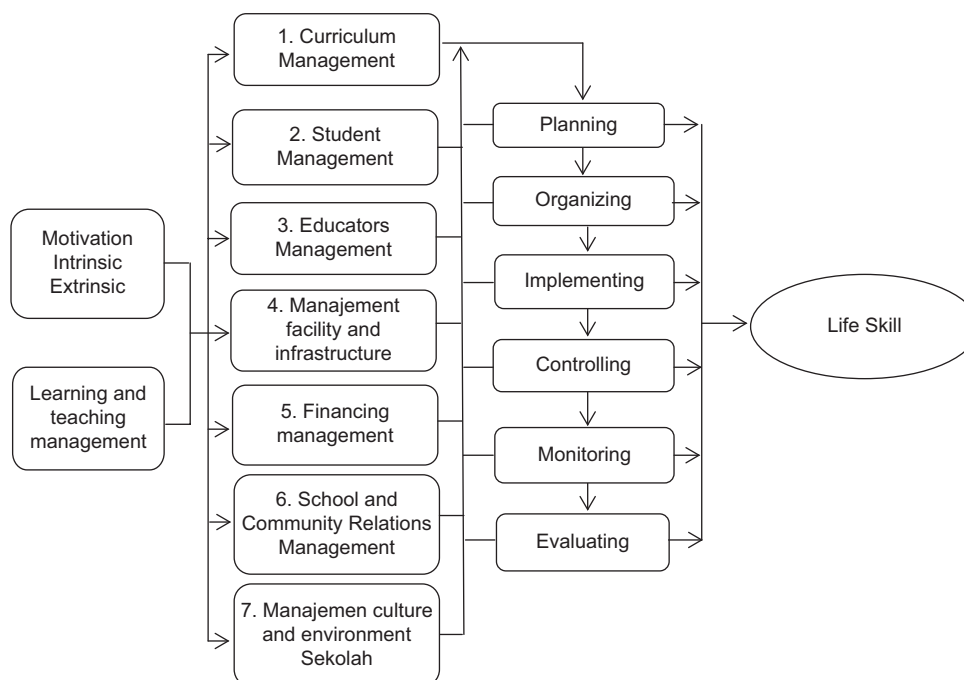 Motivation
Intrinsic
Extrinsic
Learning and
teaching
management
1. Curriculum
Management
2. Student
Management
3. Educators
Management
4. Manajement
facility and
infrastructure
5. Financing
management
6. School and
Community Relations
Management
7. Manajemen culture
and environment
Sekolah
Planning
Organizing
Implementing
Controlling
Monitoring
Evaluating
Life Skill